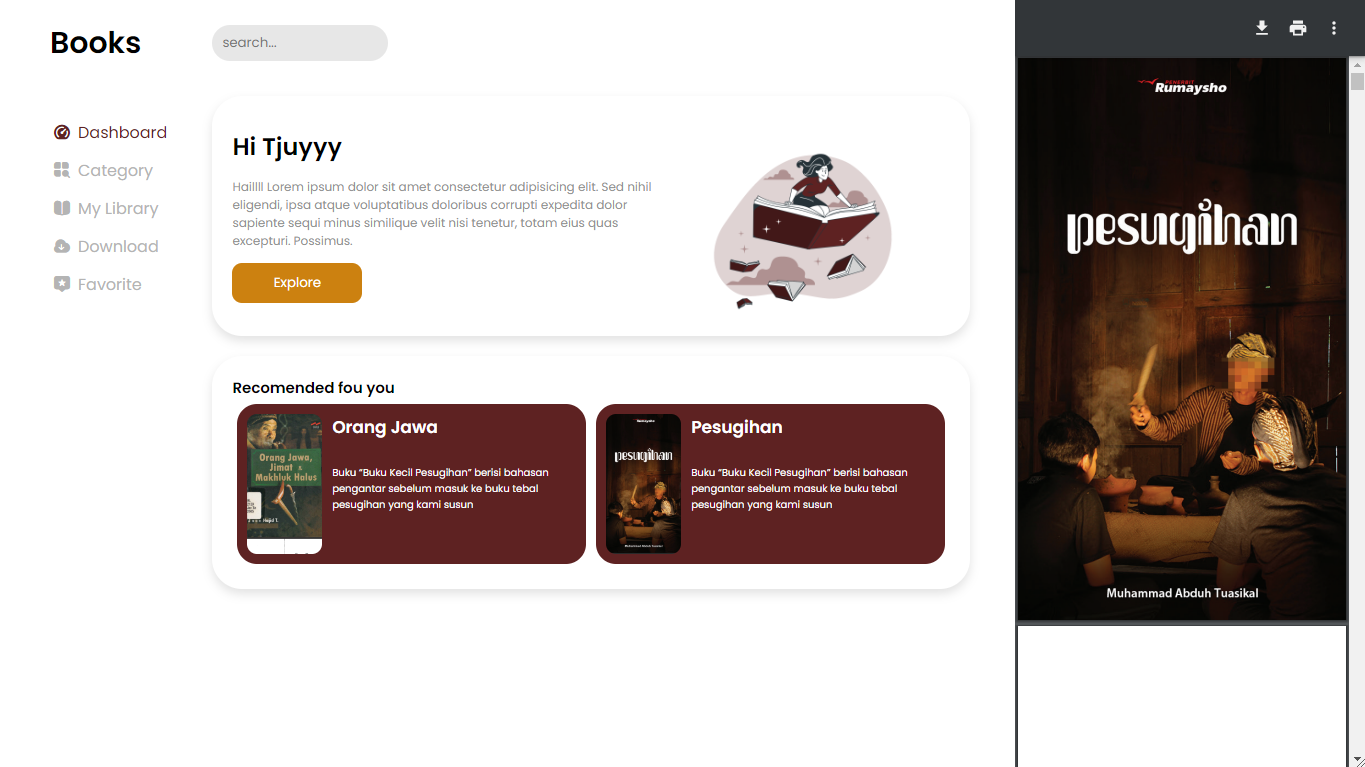 Books
search...
Dashboard
Category
My Library
Download
Favorite
Hi Tjuyyy
Haillll Lorem ipsum dolor sit amet consectetur adipisicing elit. Sed nihil
eligendi, ipsa atque voluptatibus doloribus corrupti expedita dolor
sapiente sequi minus similique velit nisi tenetur, totam eius quas
excepturi. Possimus.
Explore
Recomended fou you
Orang Jawa,
Jimat &
Makhluk Halus
Orang Jawa
Buku “Buku Kecil Pesugihan” berisi bahasan
pengantar sebelum masuk ke buku tebal
pesugihan yang kami susun
Rumaysho
pesugihan
Muhammad Abduh Tuasikal
Pesugihan
Buku “Buku Kecil Pesugihan” berisi bahasan
pengantar sebelum masuk ke buku tebal
pesugihan yang kami susun
PENERBIT
Rumaysho
pesugihan
Muhammad Abduh Tuasikal